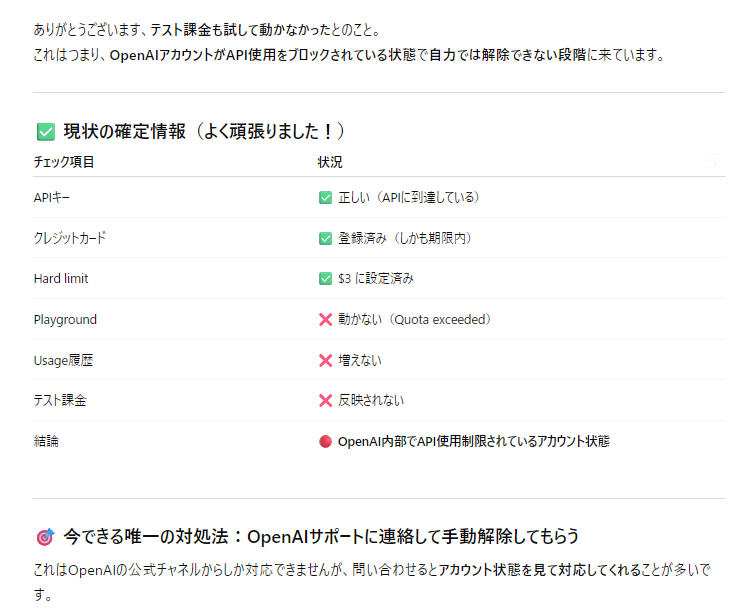 ありがとうございます、テスト課金も試して動かなかったとのこと。
これはつまり、OpenAIアカウントがAPI使用をブロックされている状態で自力では解除できない段階に来ています。
✅ 現状の確定情報（よく頑張りました！）
チェック項目 状況
APIキー ✅ 正しい（APIに到達している）
クレジットカード ✅ 登録済み（しかも期限内）
Hard limit ✅ $3 に設定済み
Playground ❌ 動かない（Quota exceeded）
Usage履歴 ❌ 増えない
テスト課金 ❌ 反映されない
結論 🔴 OpenAI内部でAPI使用制限されているアカウント状態
🎯 今できる唯一の対処法：OpenAIサポートに連絡して手動解除してもらう
これはOpenAIの公式チャネルからしか対応できませんが、問い合わせるとアカウント状態を見て対応してくれることが多いで
す。